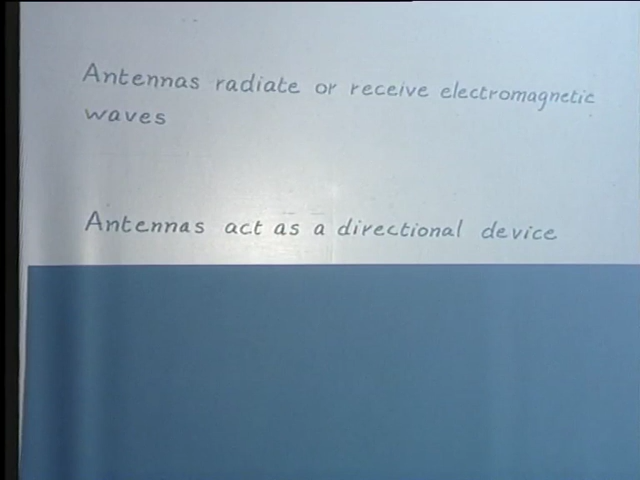 Antennas radiate or receive electromagnetic
waves
Antennas act as a directional device